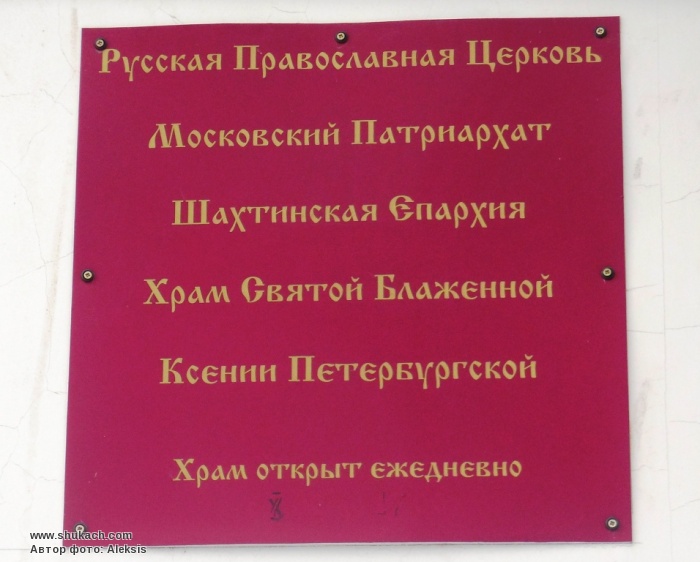 Русская Православная Церковь
Московский Патриархат
Шахтинская Епархия
Храм Святой Блаженной
Ксении Петербургской
Храм открыт ежедневно
www.shukach.com
Автор фото: Aleksis